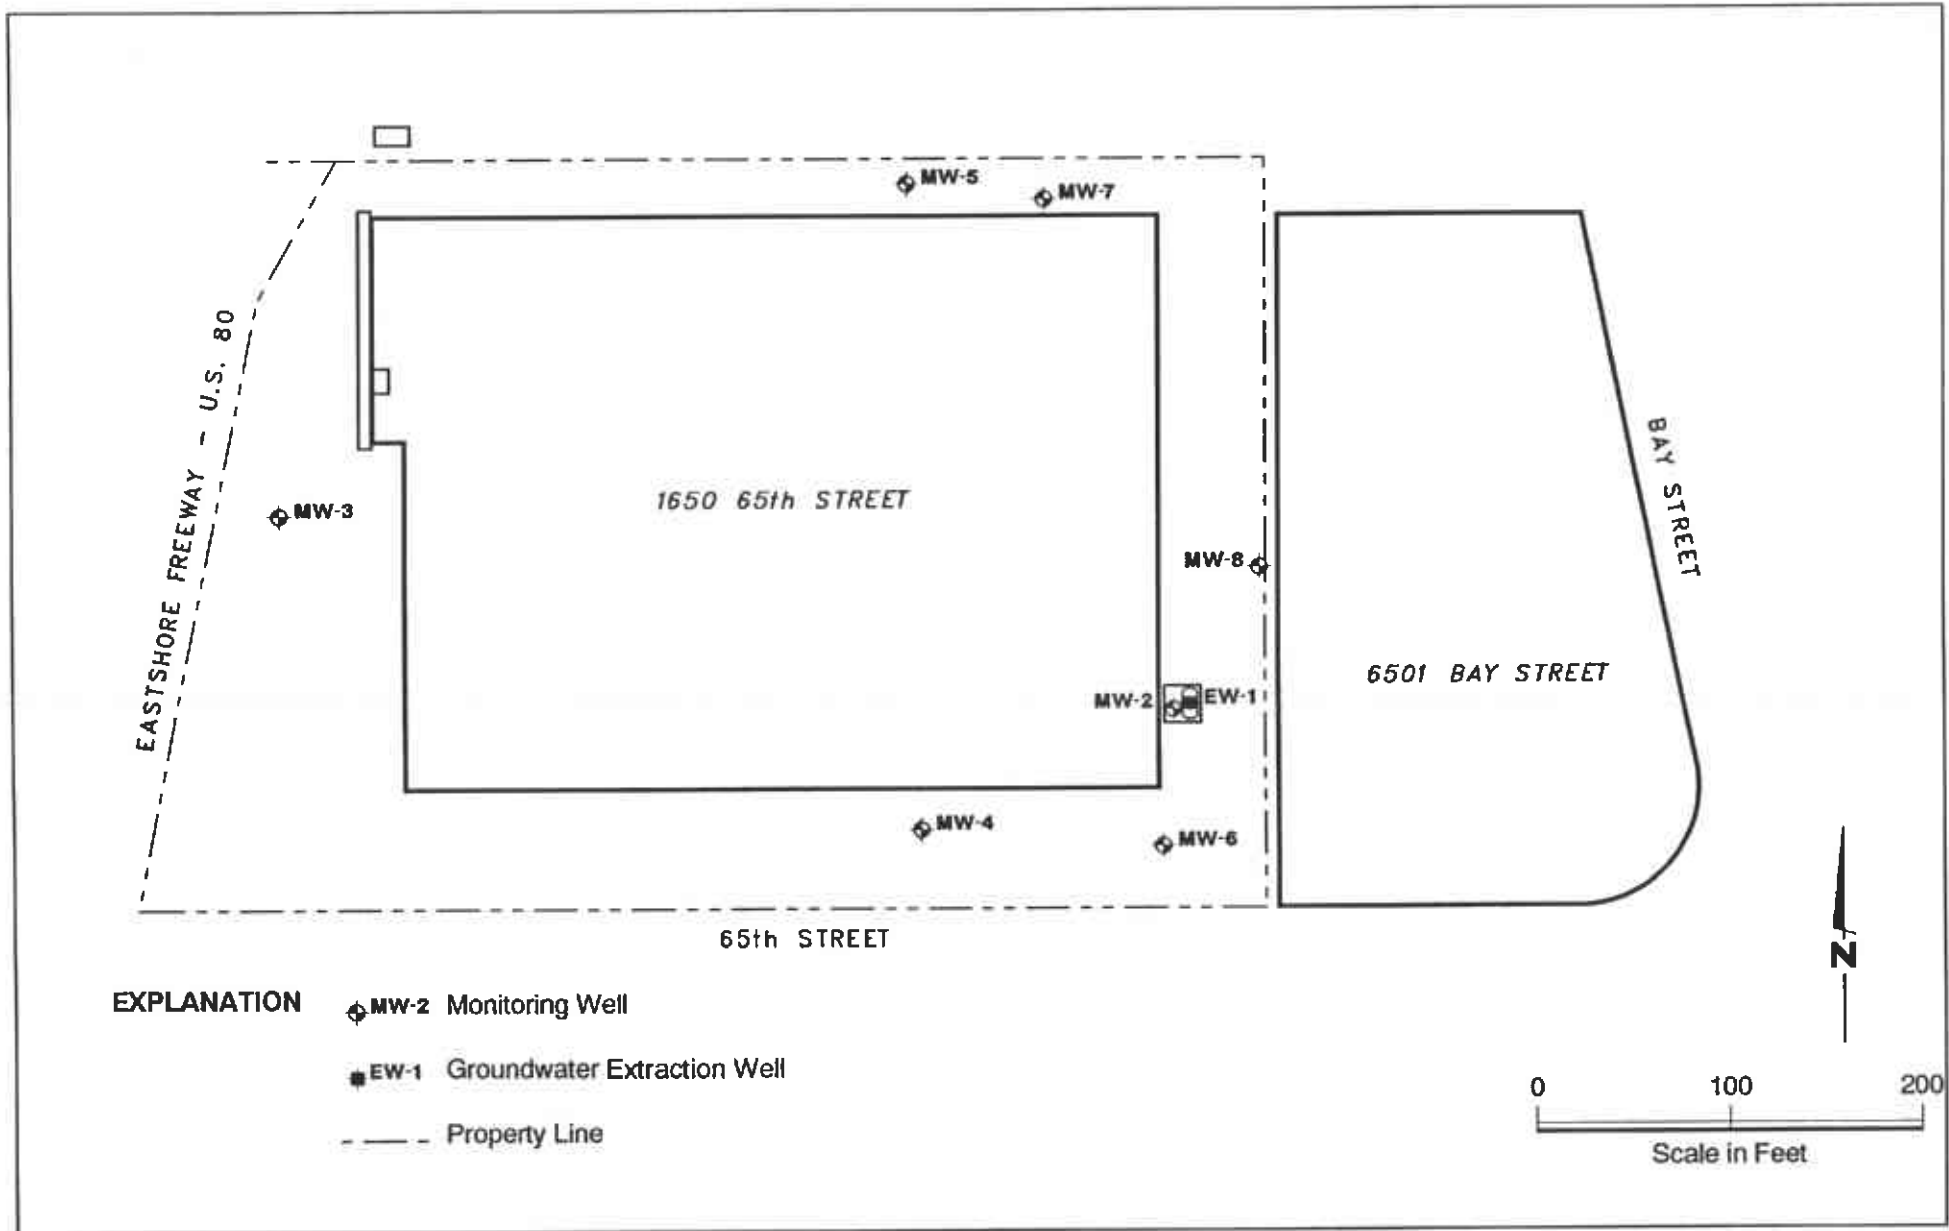 MW-5
MW-7
EASTSHORE FREEWAY - U.S. 80
BAY STREET
1650 65th STREET
MW-3
MW-8
6501 BAY STREET
MW-2
EW-1
MW-4
MW-6
65th STREET
N
EXPLANATION
MW-2 Monitoring Well
EW-1 Groundwater Extraction Well
Property Line
0 100 200
Scale in Feet